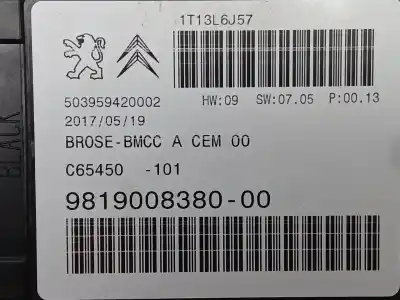 1T13L6J57
503959420002 HW:09 SW:07.05 P:00.13
2017/05/19
BROSE-BMCC A CEM 00
C65450 -101
9819008380-00
BLACK